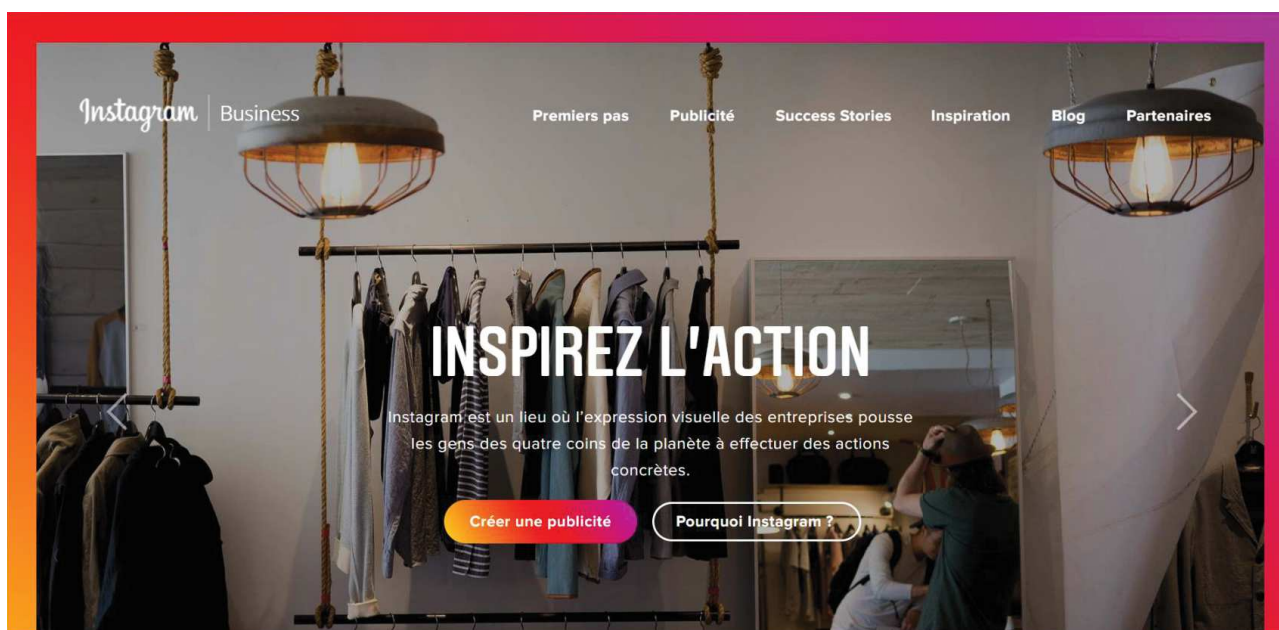 Instagram | Business
Premiers pas Publicité Success Stories Inspiration Blog Partenaires
INSPIREZ L'ACTION
Instagram est un lieu où l'expression visuelle des entreprises pousse
les gens des quatre coins de la planète à effectuer des actions
concrètes.
Créer une publicité Pourquoi Instagram ?